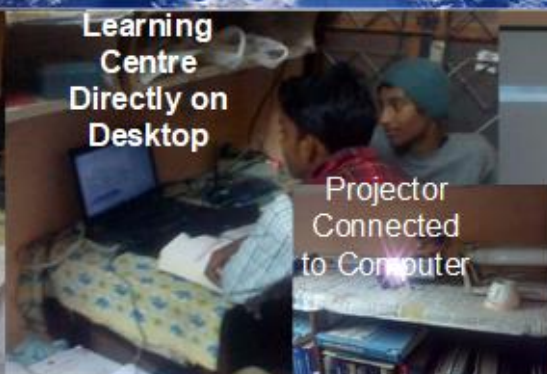 Learning
Centre
Directly on
Desktop
Projector
Connected
to Computer